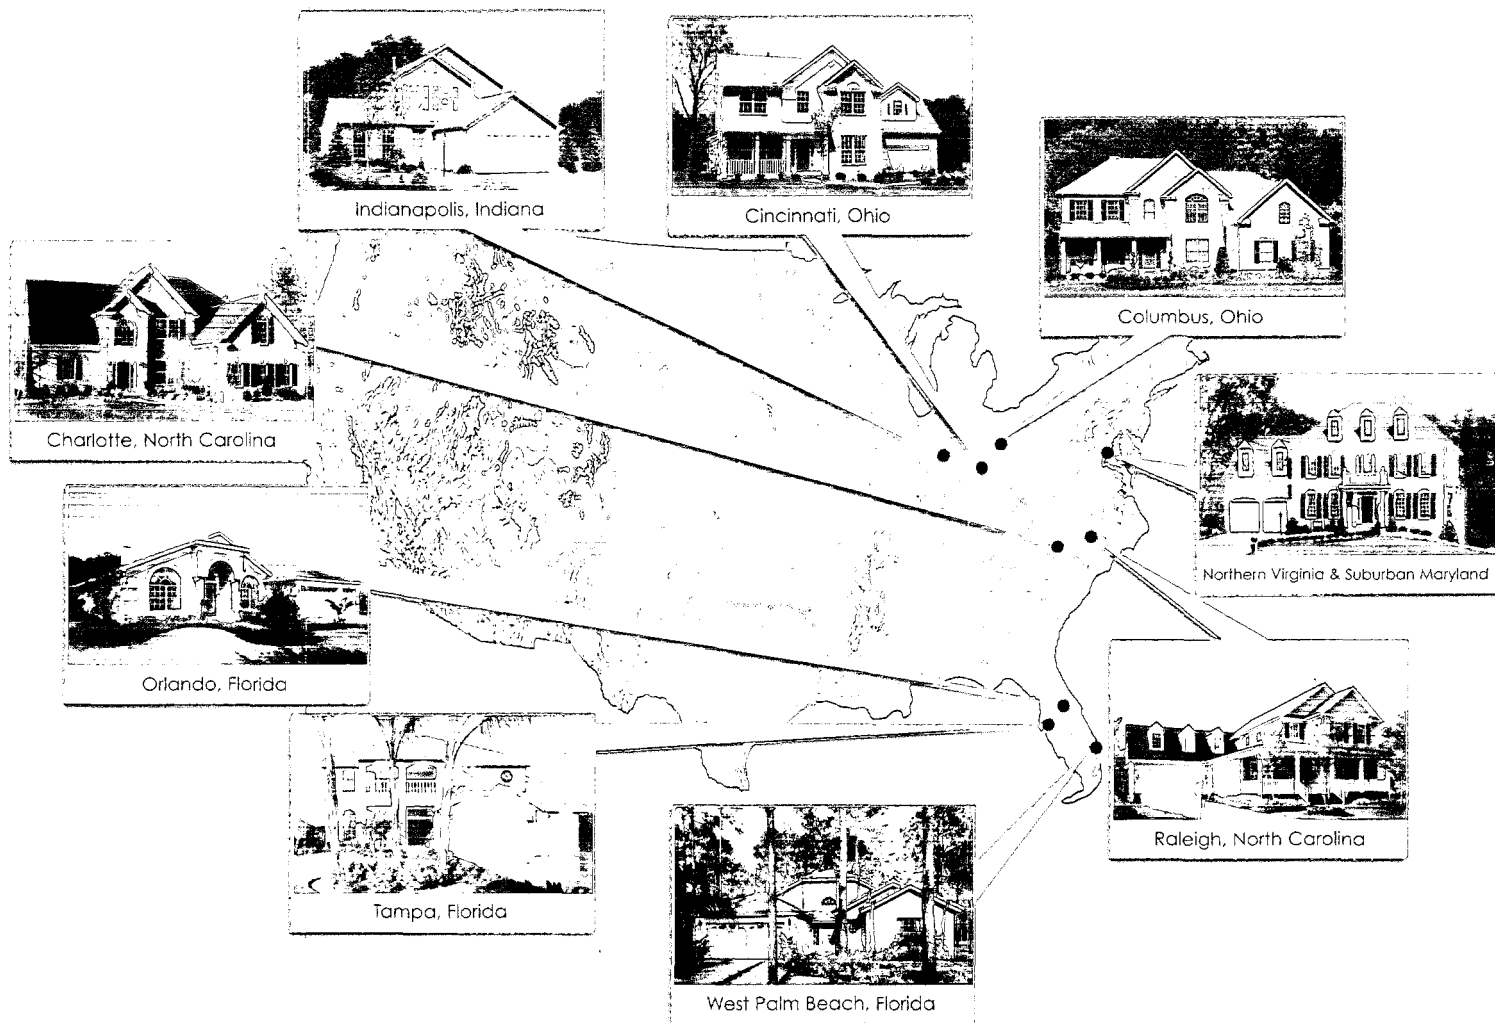 Indianapolis, Indiana
Cincinnati, Ohio
Columbus, Ohio
Charlotte, North Carolina
Northern Virginia & Suburban Maryland
Orlando, Florida
Raleigh, North Carolina
Tampa, Florida
West Palm Beach, Florida